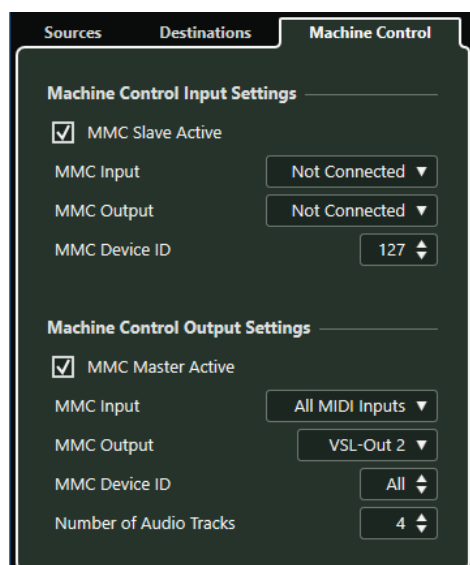 Sources Destinations Machine Control
Machine Control Input Settings
MMC Slave Active
MMC Input Not Connected
MMC Output Not Connected
MMC Device ID 127
Machine Control Output Settings
MMC Master Active
MMC Input All MIDI Inputs
MMC Output VSL-Out 2
MMC Device ID All
Number of Audio Tracks 4